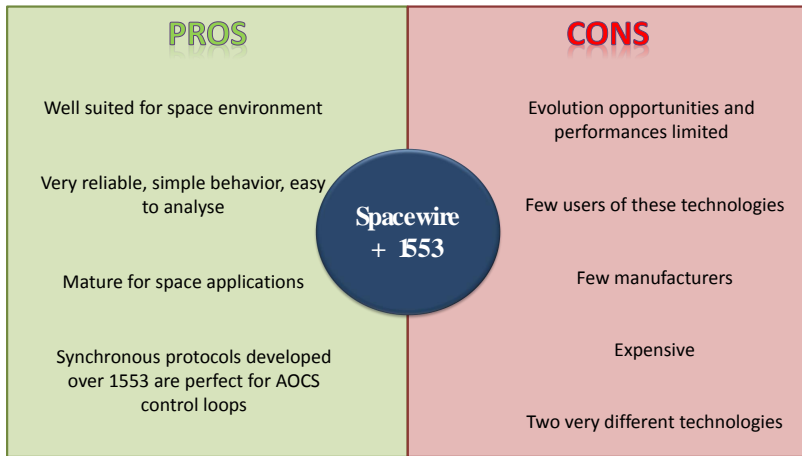 PROS
Well suited for space environment
Very reliable, simple behavior, easy
to analyse
Mature for space applications
Synchronous protocols developed
over 1553 are perfect for AOCS
control loops
Spacewire
+ 1553
CONS
Evolution opportunities and
performances limited
Few users of these technologies
Few manufacturers
Expensive
Two very different technologies